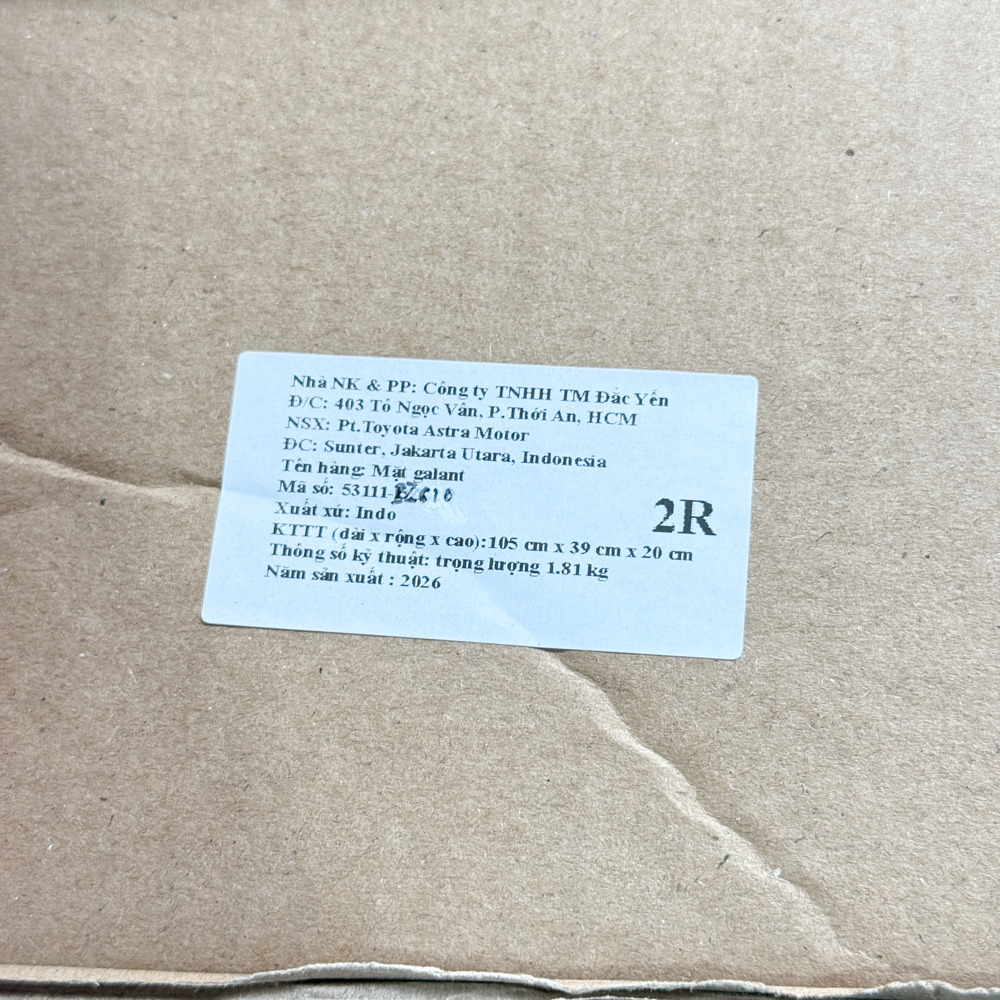 Nhà NK & PP: Công ty TNHH TM Đắc Yến
Đ/C: 403 Tô Ngọc Vân, P.Thới An, HCM
NSX: Pt.Toyota Astra Motor
ĐC: Sunter, Jakarta Utara, Indonesia
Tên hàng: Mặt galant
Mã số: 53111-BZ610
Xuất xứ: Indo
2R
KTTT (dài x rộng x cao):105 cm x 39 cm x 20 cm
Thông số kỹ thuật: trọng lượng 1.81 kg
Năm sản xuất : 2026